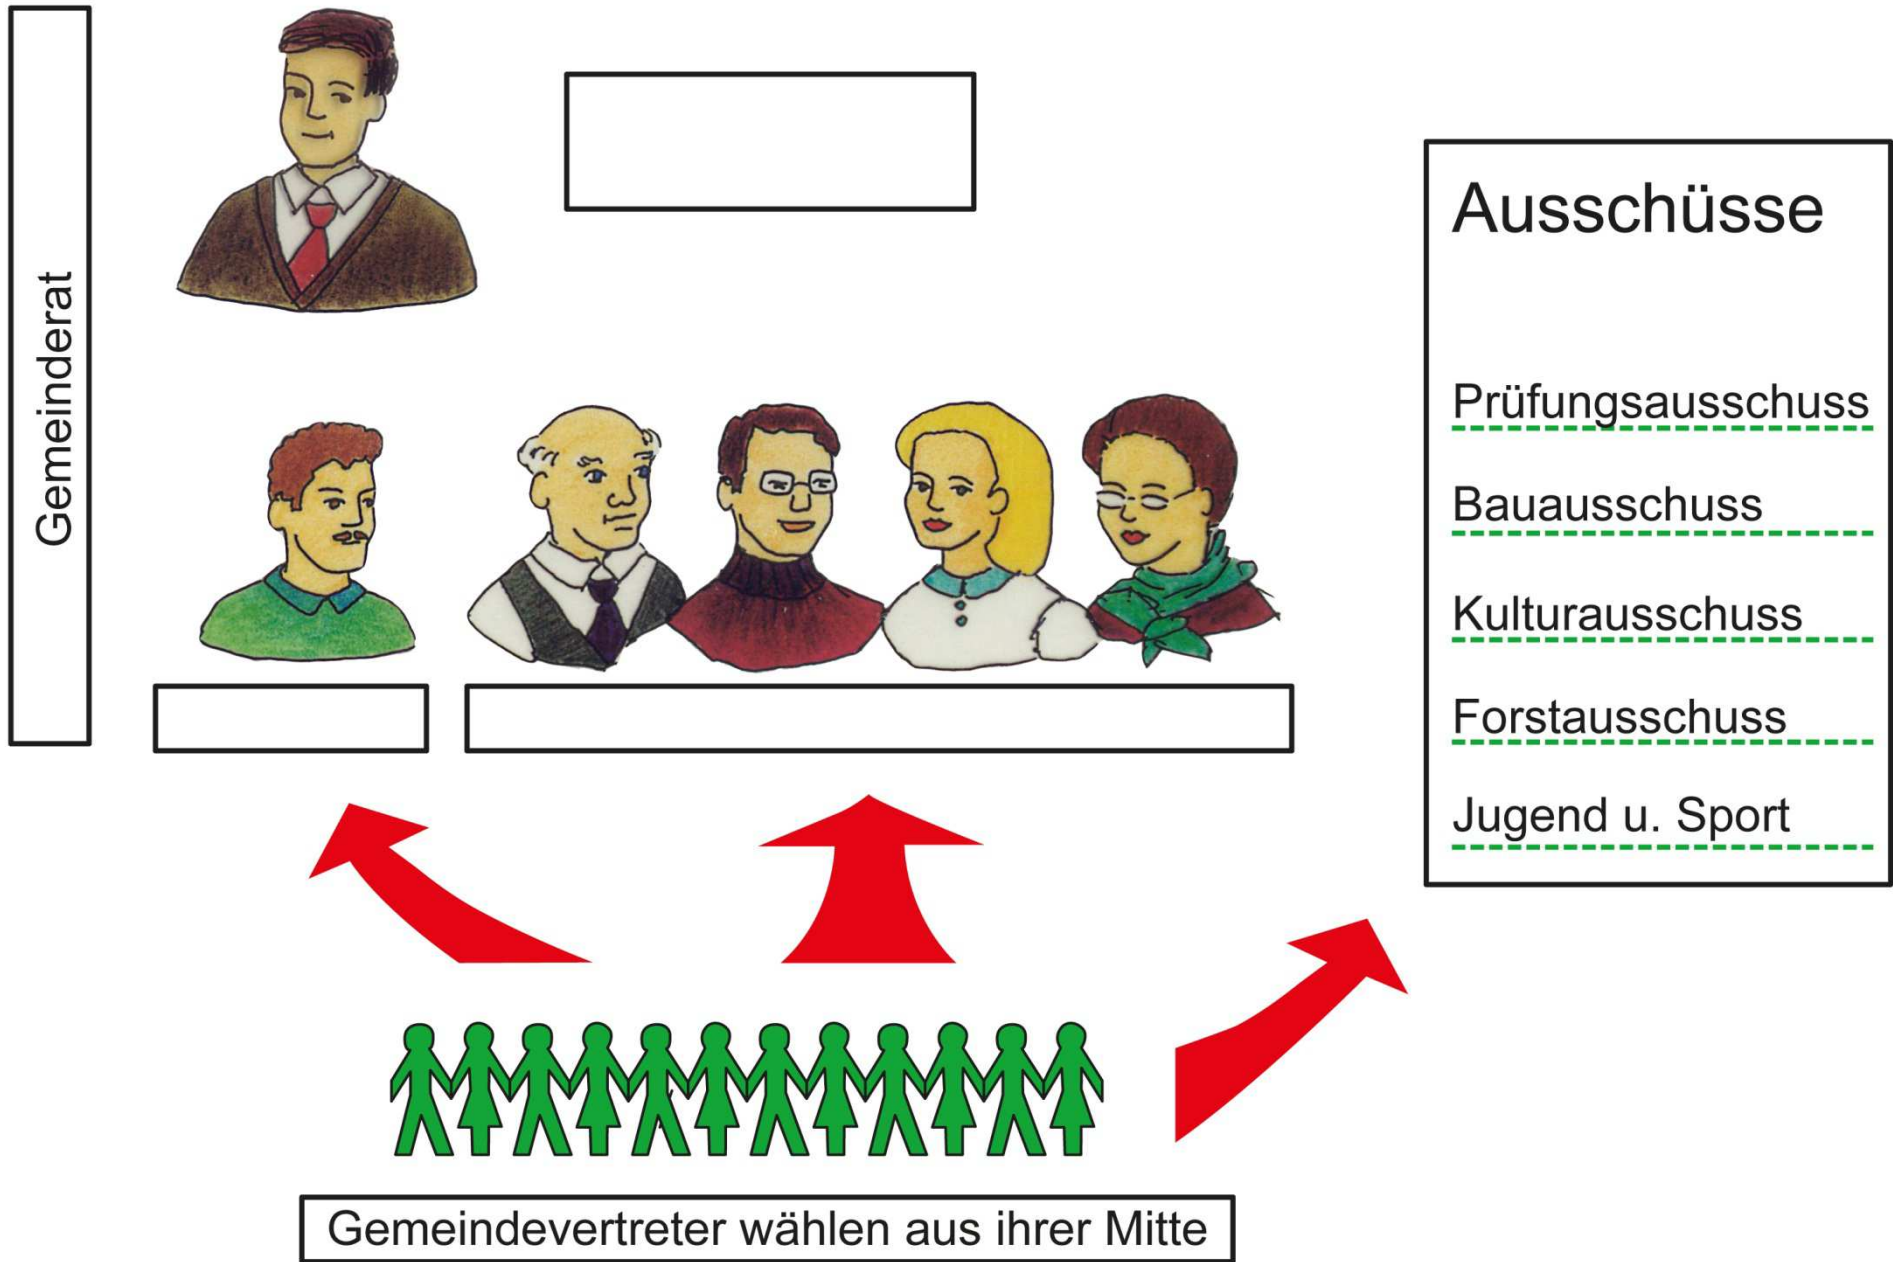 Gemeinderat
Ausschüsse
Prüfungsausschuss
Bauausschuss
Kulturausschuss
Forstausschuss
Jugend u. Sport
Gemeindevertreter wählen aus ihrer Mitte